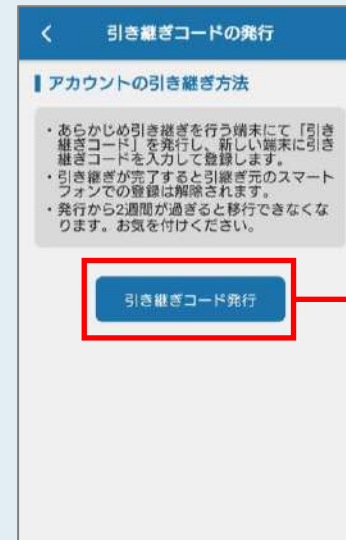 引き継ぎコードの発行
アカウントの引き継ぎ方法
・あらかじめ引き継ぎを行う端末にて「引き
継ぎコード」を発行し、新しい端末に引き
継ぎコードを入力して登録します。
・引き継ぎが完了すると引継ぎ元のスマート
フォンでの登録は解除されます。
・発行から2週間が過ぎると移行できなくな
ります。お気を付けください。
引き継ぎコード発行